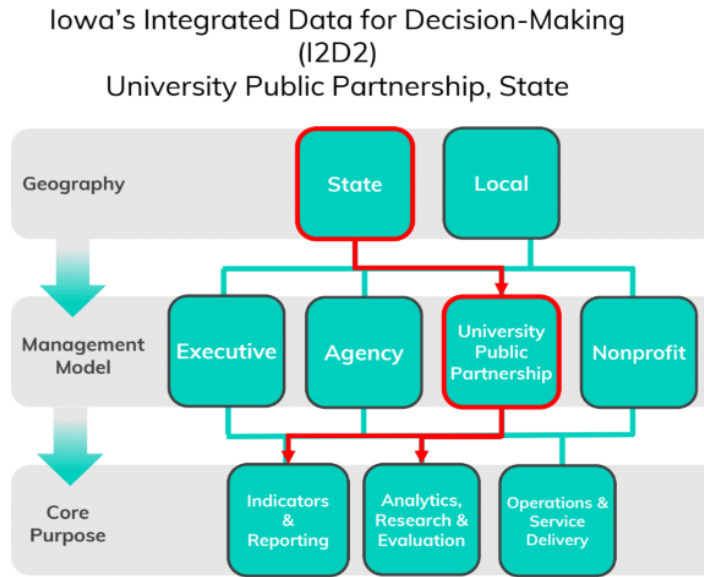 Iowa's Integrated Data for Decision-Making
(I2D2)
University Public Partnership, State
Geography
State
Local
Management
Model
Executive
Agency
University
Public
Partnership
Nonprofit
Core
Purpose
Indicators
&
Reporting
Analytics,
Research &
Evaluation
Operations &
Service
Delivery